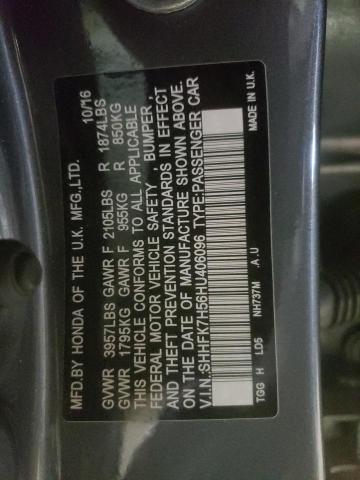 MFD.BY HONDA OF THE U.K. MFG.,LTD. 10/16
GVWR 3957LBS GAWR F 2105LBS R 1874LBS
GVWR 1795KG GAWR F 955KG R 850KG
THIS VEHICLE CONFORMS TO ALL APPLICABLE
FEDERAL MOTOR VEHICLE SAFETY , BUMPER ,
AND THEFT PREVENTION STANDARDS IN EFFECT
ON THE DATE OF MANUFACTURE SHOWN ABOVE.
V.I.N.:SHHFK7H56HU406096 TYPE:PASSENGER CAR
TGG H LD5 NH737M .A .U MADE IN U.K.